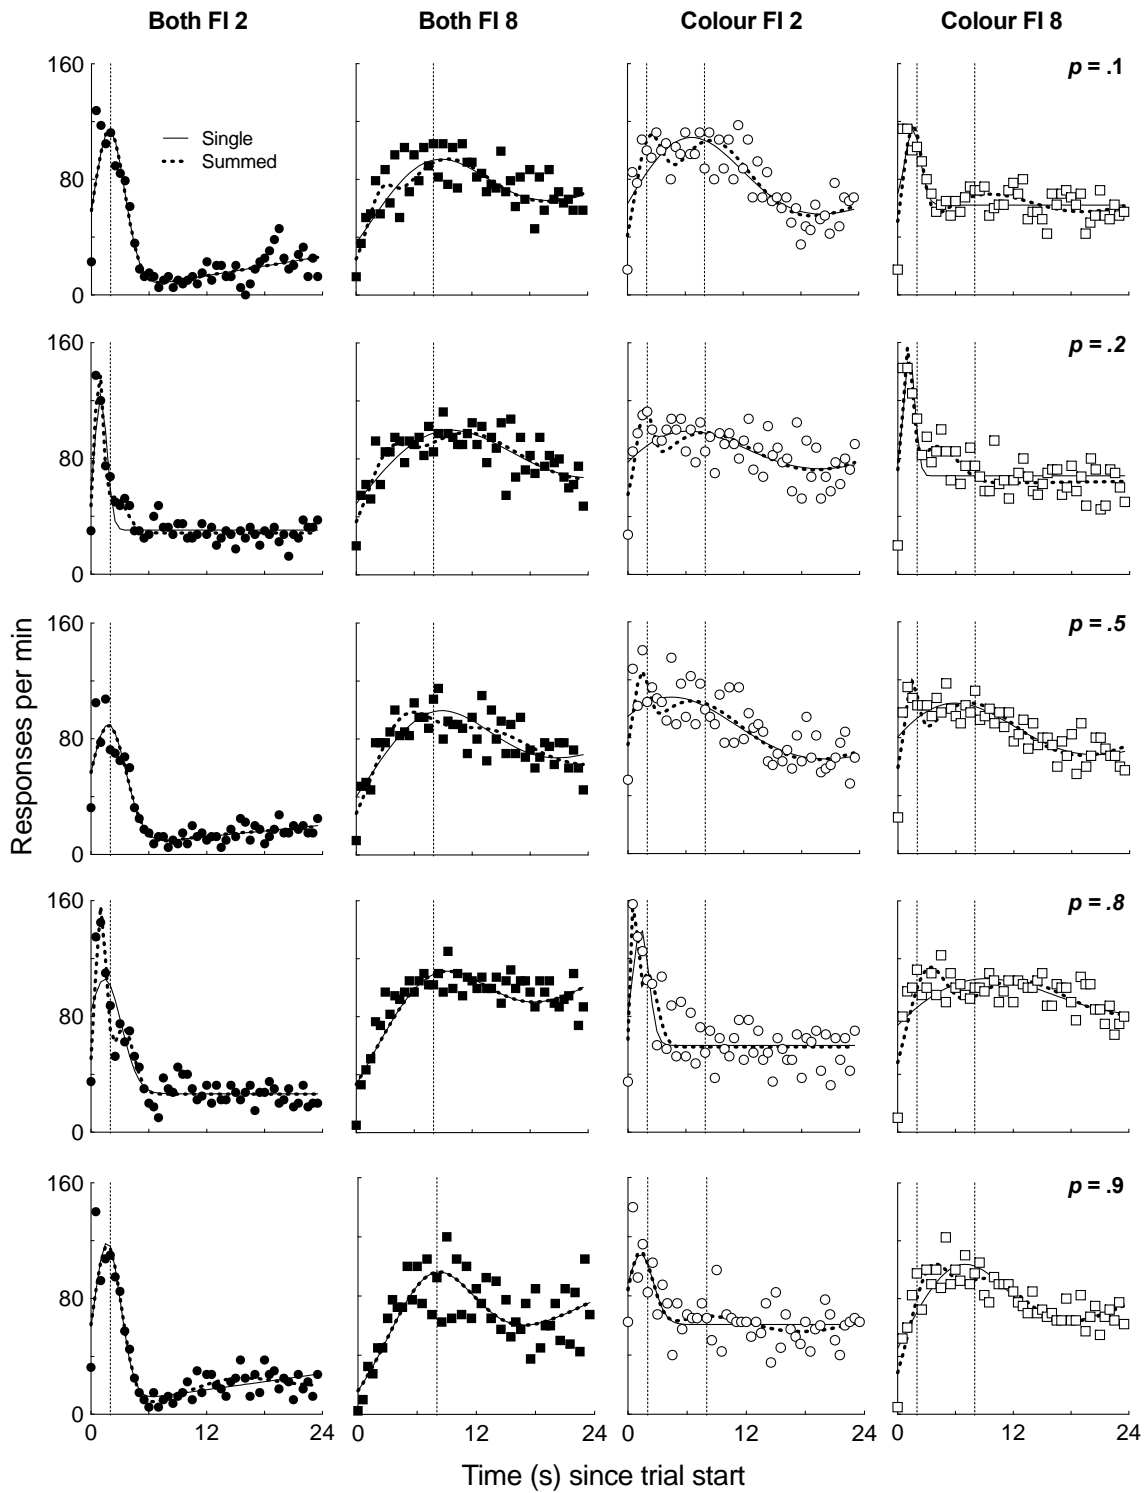 Both FI 2 Both FI 8 Colour FI 2 Colour FI 8
160
80
0
Single
Summed
p = .1
160
80
0
p = .2
160
80
0
p = .5
160
80
0
p = .8
160
80
0
p = .9
0 12 24 0 12 24 0 12 24 0 12 24
Responses per min
Time (s) since trial start